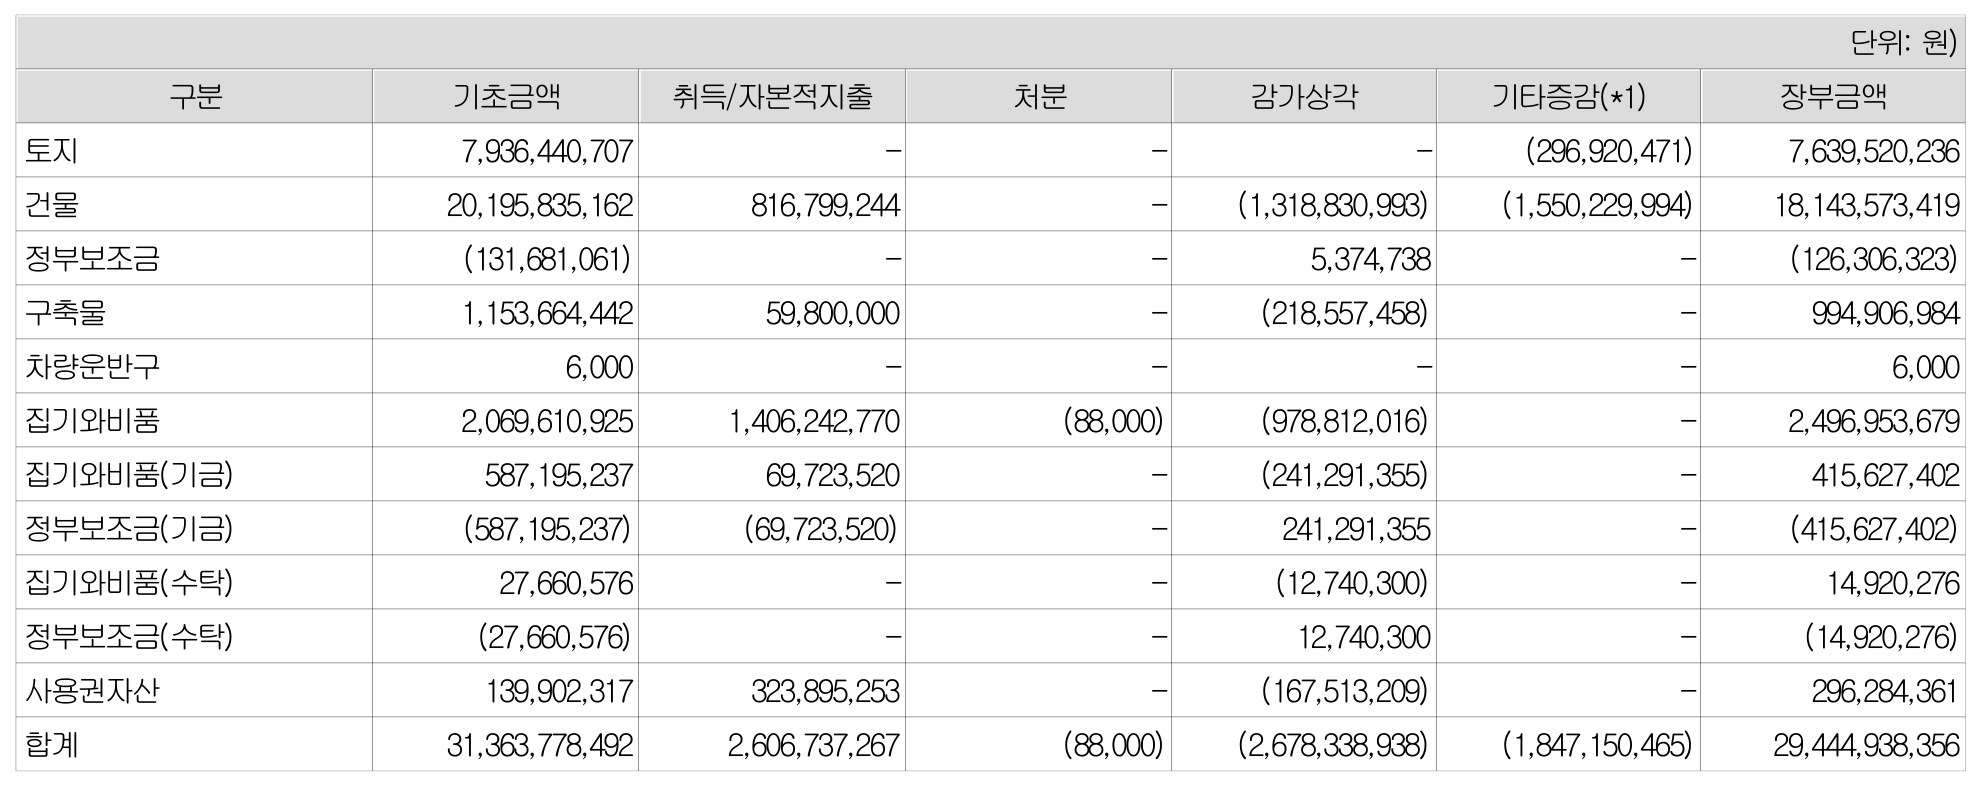 단위: 원)
구분 기초금액 취득/자본적지출 처분 감가상각 기타증감(*1) 장부금액
토지 7,936,440,707 – – – (296,920,471) 7,639,520,236
건물 20,195,835,162 816,799,244 – (1,318,830,993) (1,550,229,994) 18,143,573,419
정부보조금 (131,681,061) – – 5,374,738 – (126,306,323)
구축물 1,153,664,442 59,800,000 – (218,557,458) – 994,906,984
차량운반구 6,000 – – – – 6,000
집기와비품 2,069,610,925 1,406,242,770 (88,000) (978,812,016) – 2,496,953,679
집기와비품(기금) 587,195,237 69,723,520 – (241,291,355) – 415,627,402
정부보조금(기금) (587,195,237) (69,723,520) – 241,291,355 – (415,627,402)
집기와비품(수탁) 27,660,576 – – (12,740,300) – 14,920,276
정부보조금(수탁) (27,660,576) – – 12,740,300 – (14,920,276)
사용권자산 139,902,317 323,895,253 – (167,513,209) – 296,284,361
합계 31,363,778,492 2,606,737,267 (88,000) (2,678,338,938) (1,847,150,465) 29,444,938,356